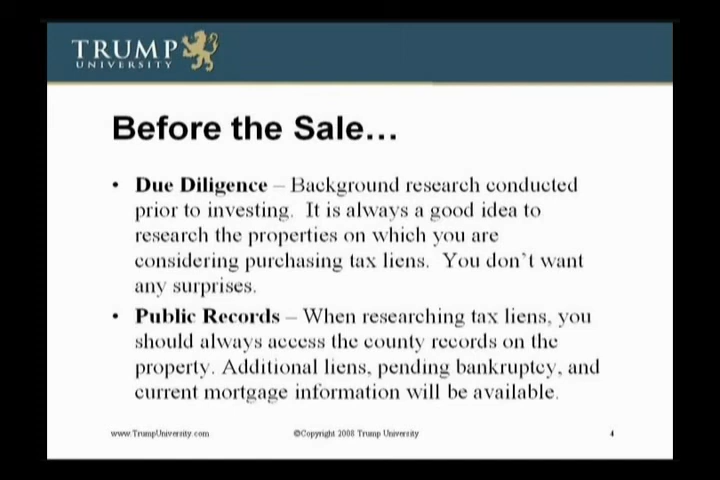 TRUMP
UNIVERSITY
Before the Sale…
• Due Diligence – Background research conducted
prior to investing. It is always a good idea to
research the properties on which you are
considering purchasing tax liens. You don't want
any surprises.
• Public Records – When researching tax liens, you
should always access the county records on the
property. Additional liens, pending bankruptcy, and
current mortgage information will be available.
www.TrumpUniversity.com ©Copyright 2008 Trump University 4